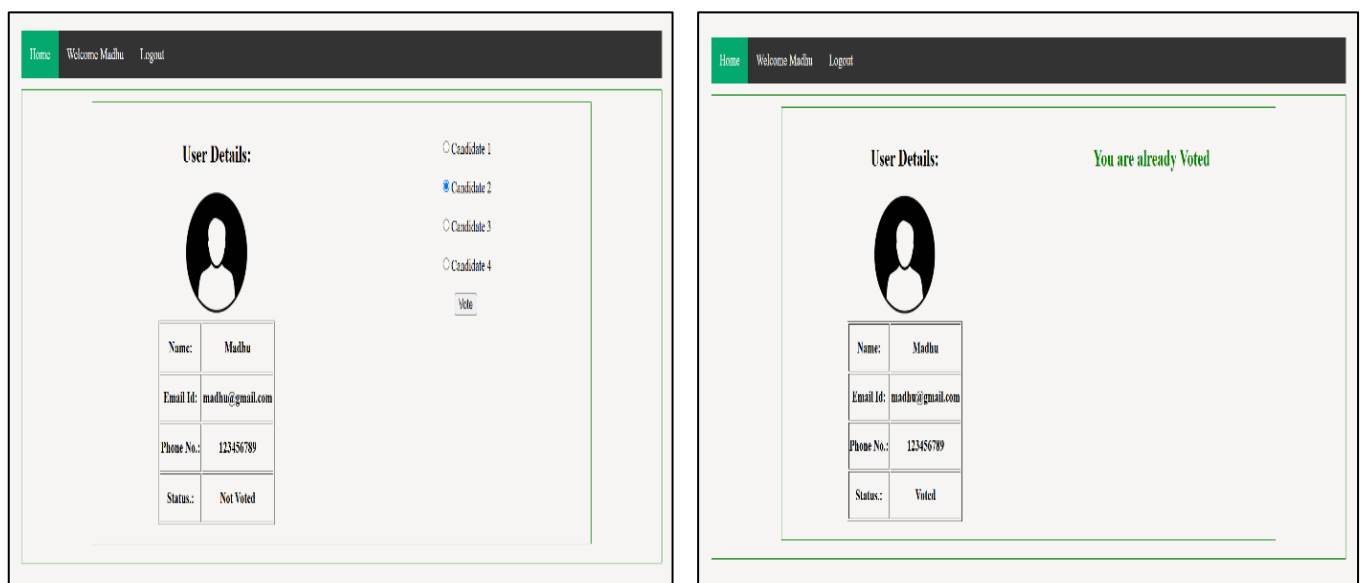 Home Welcome Madhu Logout
User Details:
Candidate 1
Candidate 2
Candidate 3
Candidate 4
Vote
Name: Madhu
Email Id: madhu@gmail.com
Phone No.: 123456789
Status.: Not Voted
Home Welcome Madhu Logout
User Details:
You are already Voted
Name: Madhu
Email Id: madhu@gmail.com
Phone No.: 123456789
Status.: Voted